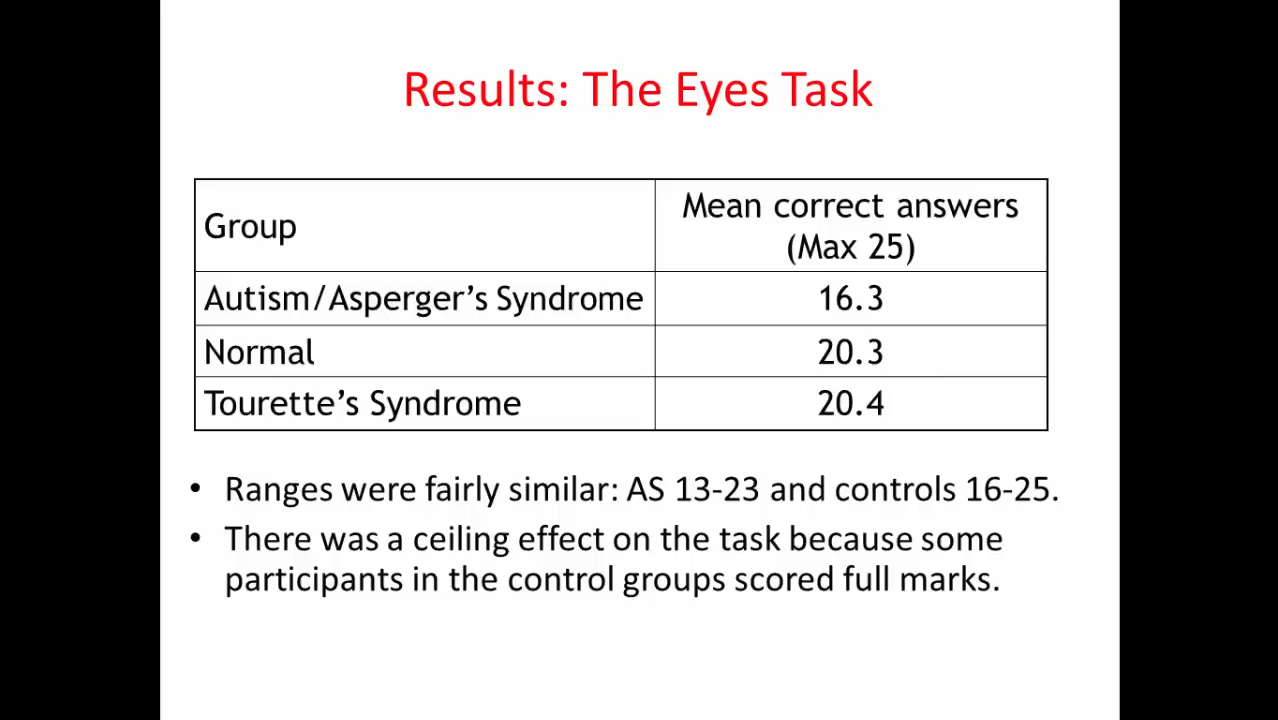 Results: The Eyes Task
Group
Mean correct answers
(Max 25)
Autism/Asperger’s Syndrome 16.3
Normal 20.3
Tourette’s Syndrome 20.4
• Ranges were fairly similar: AS 13-23 and controls 16-25.
• There was a ceiling effect on the task because some
participants in the control groups scored full marks.